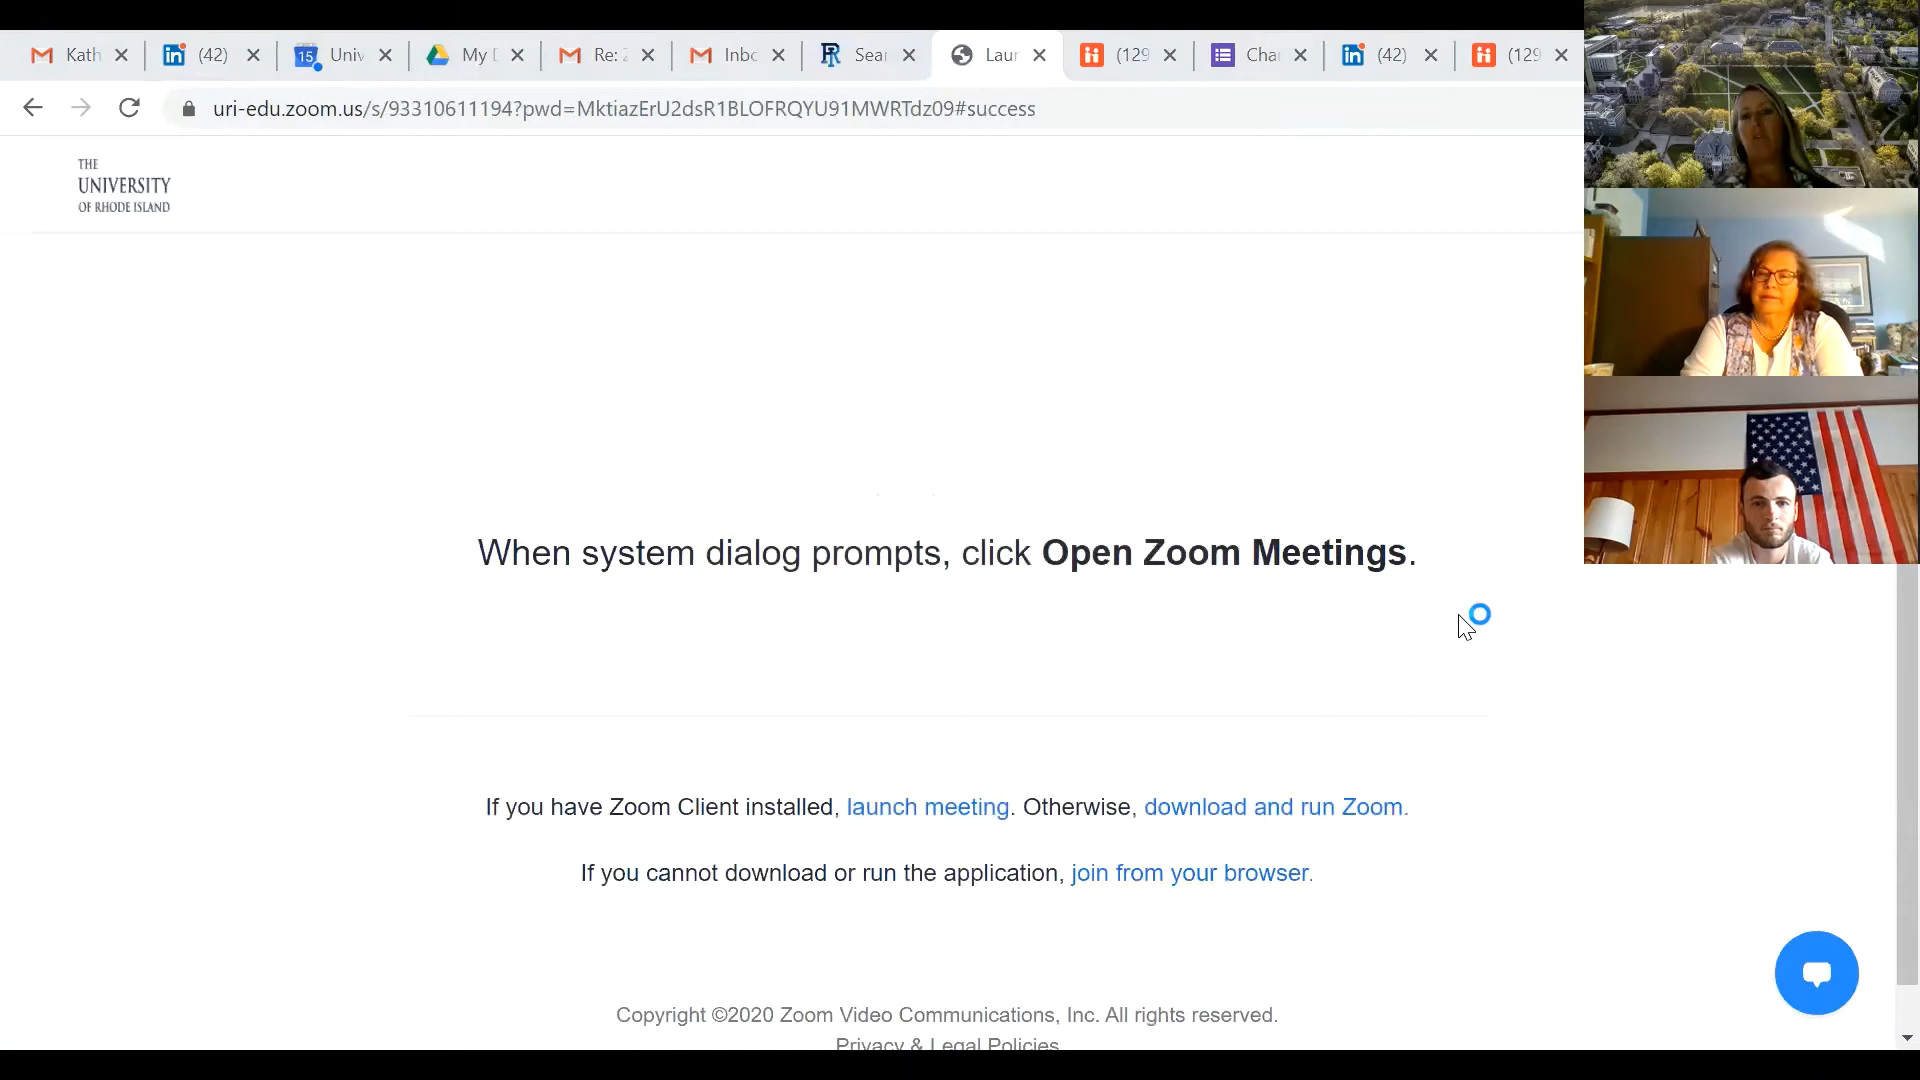 Kath
(42)
15
Univ
My D
Re: Z
Inbo
Sear
Laun
(129
Cha
(42)
(129
uri-edu.zoom.us/s/93310611194?pwd=MktiazErU2dsR1BLOFRQYU91MWRTdz09#success
THE
UNIVERSITY
OF RHODE ISLAND
When system dialog prompts, click Open Zoom Meetings.
If you have Zoom Client installed, launch meeting. Otherwise, download and run Zoom.
If you cannot download or run the application, join from your browser.
Copyright ©2020 Zoom Video Communications, Inc. All rights reserved.
Privacy & Legal Policies